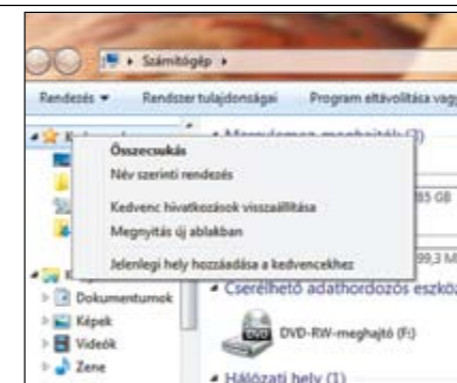 Számítógép
Rendezés Rendszer tulajdonságai Program eltávolítása vagy
Összecsukás
Név szerinti rendezés
Kedvenc hivatkozások visszaállítása
Megnyitás új ablakban
Jelenlegi hely hozzáadása a kedvencekhez
85 GB
99,3 M
Cserélhető adathordozós eszkö
Dokumentumok
Képek
Videók
Zene
DVD-RW-meghajtó (F:)
Hálózati hely (1)